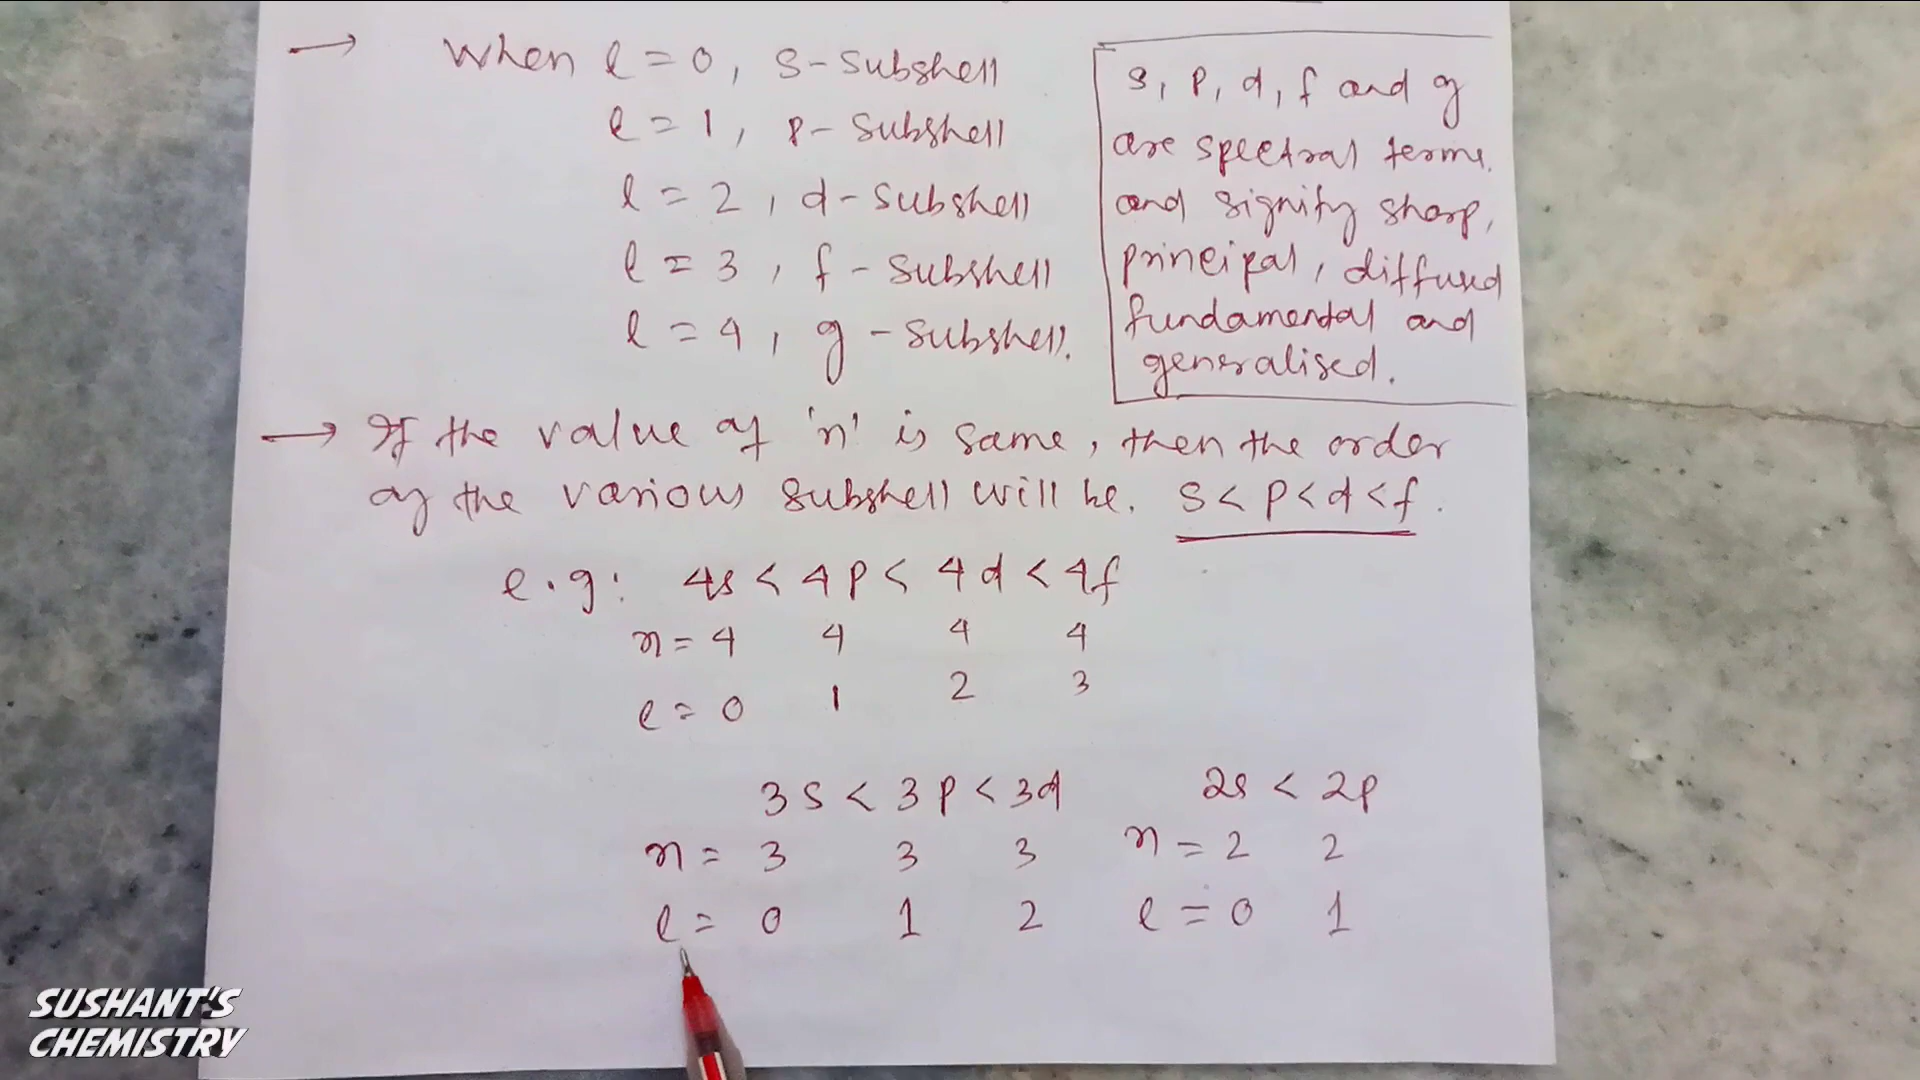 → When l = 0, s-subshell
l = 1, p-subshell
l = 2, d-subshell
l = 3, f-subshell
l = 4, g-subshell.
s, p, d, f and g
are spectral terms
and signify sharp,
principal, diffused
fundamental and
generalised.
→ If the value of 'n' is same, then the order
of the various subshell will be. s < p < d < f.
e.g: 4s < 4p < 4d < 4f
n = 4 4 4 4
l = 0 1 2 3
3s < 3p < 3d
n = 3 3 3
l = 0 1 2
2s < 2p
n = 2 2
l = 0 1
SUSHANT'S
CHEMISTRY